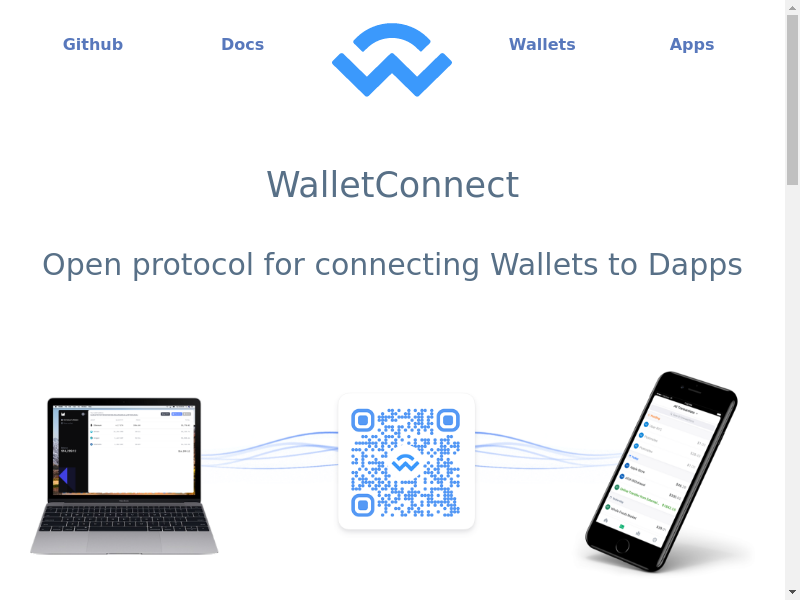 Github
Docs
Wallets
Apps
WalletConnect
Open protocol for connecting Wallets to Dapps